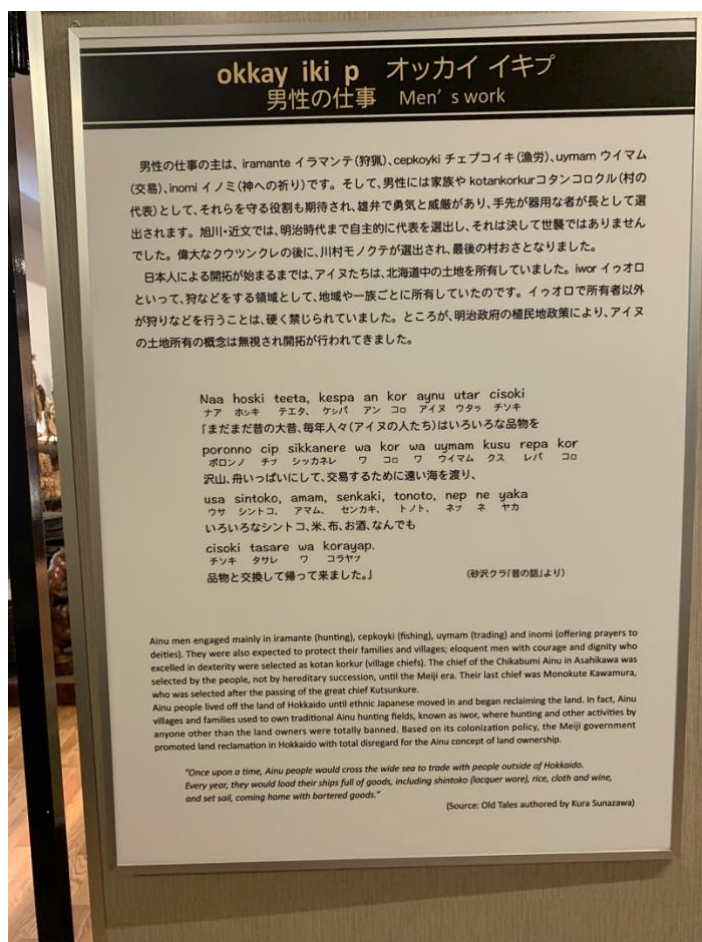 okkay iki p オッカイ イキㇷ゚
男性の仕事 Men's work
男性の仕事の主は、iramante イラマンテ(狩猟)、cepkoyki チェㇷ゚コイキ(漁労)、uymam ウイマム
(交易)、inomi イノミ(神への祈り)です。そして、男性には家族や kotankorkurコタンコロクル(村の
代表)として、それらを守る役割も期待され、雄弁で勇気と威厳があり、手先が器用な者が長として選
出されます。旭川・近文では、明治時代まで自主的に代表を選出し、それは決して世襲ではありません
でした。偉大なクウツンクレの後に、川村モノクテが選出され、最後の村おさとなりました。
日本人による開拓が始まるまでは、アイヌたちは、北海道中の土地を所有していました。iwor イゥオロ
といって、狩などをする領域として、地域や一族ごとに所有していたのです。イゥオロで所有者以外
が狩りなどを行うことは、硬く禁じられていました。ところが、明治政府の植民地政策により、アイヌ
の土地所有の概念は無視され開拓が行われてきました。
Naa hoski teeta, kespa an kor aynu utar cisoki
ナア ホㇱキ テエタ、 ケㇱパ アン コㇿ アイヌ ウタㇻ チソキ
「まだまだ昔の大昔、毎年人々(アイヌの人たち)はいろいろな品物を
poronno cip sikkanere wa kor wa uymam kusu repa kor
ポロンノ チㇷ゚ シッカネレ ワ コㇿ ワ ウイマム クス レパ コㇿ
沢山、舟いっぱいにして、交易するために遠い海を渡り、
usa sintoko, amam, senkaki, tonoto, nep ne yaka
ウサ シントコ、 アマム、 センカキ、 トノト、 ネㇷ゚ ネ ヤカ
いろいろなシントコ、米、布、お酒、なんでも
cisoki tasare wa korayap.
チソキ タサレ ワ コラヤㇷ゚
品物と交換して帰って来ました。」 (砂沢クラ「昔の話」より)
Ainu men engaged mainly in iramante (hunting), cepkoyki (fishing), uymam (trading) and inomi (offering prayers to
deities). They were also expected to protect their families and villages; eloquent men with courage and dignity who
excelled in dexterity were selected as kotan korkur (village chiefs). The chief of the Chikabumi Ainu in Asahikawa was
selected by the people, not by hereditary succession, until the Meiji era. Their last chief was Monokute Kawamura,
who was selected after the passing of the great chief Kutsunkure.
Ainu people lived off the land of Hokkaido until ethnic Japanese moved in and began reclaiming the land. In fact, Ainu
villages and families used to own traditional Ainu hunting fields, known as iwor, where hunting and other activities by
anyone other than the land owners were totally banned. Based on its colonization policy, the Meiji government
promoted land reclamation in Hokkaido with total disregard for the Ainu concept of land ownership.
"Once upon a time, Ainu people would cross the wide sea to trade with people outside of Hokkaido.
Every year, they would load their ships full of goods, including shintoko (lacquer ware), rice, cloth and wine,
and set sail, coming home with bartered goods."
(Source: Old Tales authored by Kura Sunazawa)